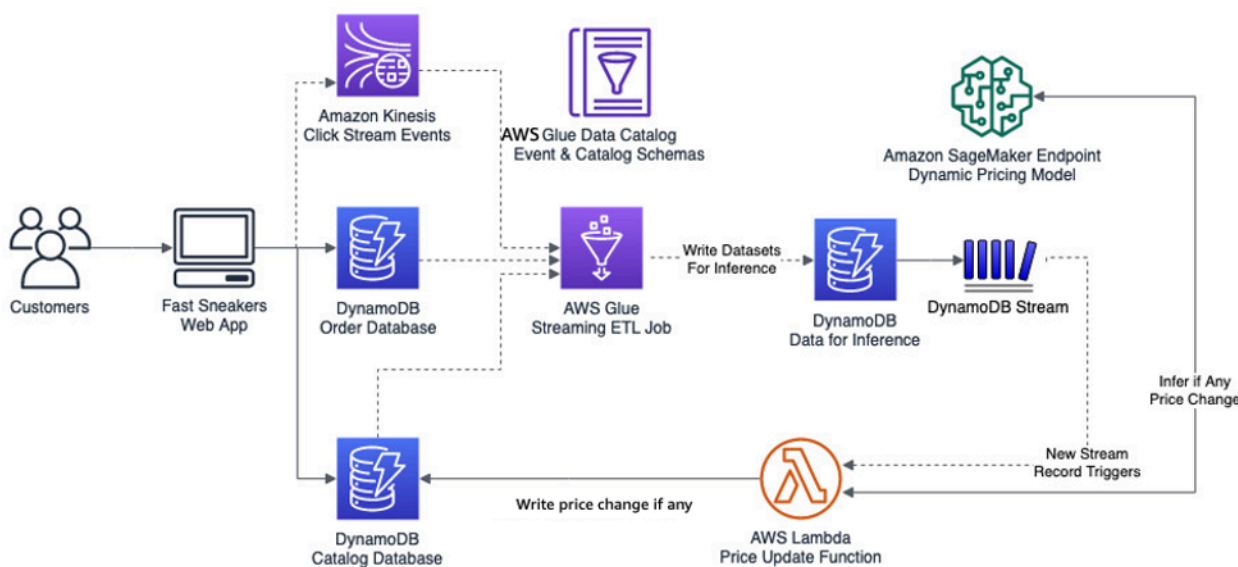 Amazon Kinesis
Click Stream Events
AWS Glue Data Catalog
Event & Catalog Schemas
Amazon SageMaker Endpoint
Dynamic Pricing Model
Customers
Fast Sneakers
Web App
DynamoDB
Order Database
AWS Glue
Streaming ETL Job
Write Datasets
For Inference
DynamoDB
Data for Inference
DynamoDB Stream
Infer if Any
Price Change
New Stream
Record Triggers
Write price change if any
DynamoDB
Catalog Database
AWS Lambda
Price Update Function